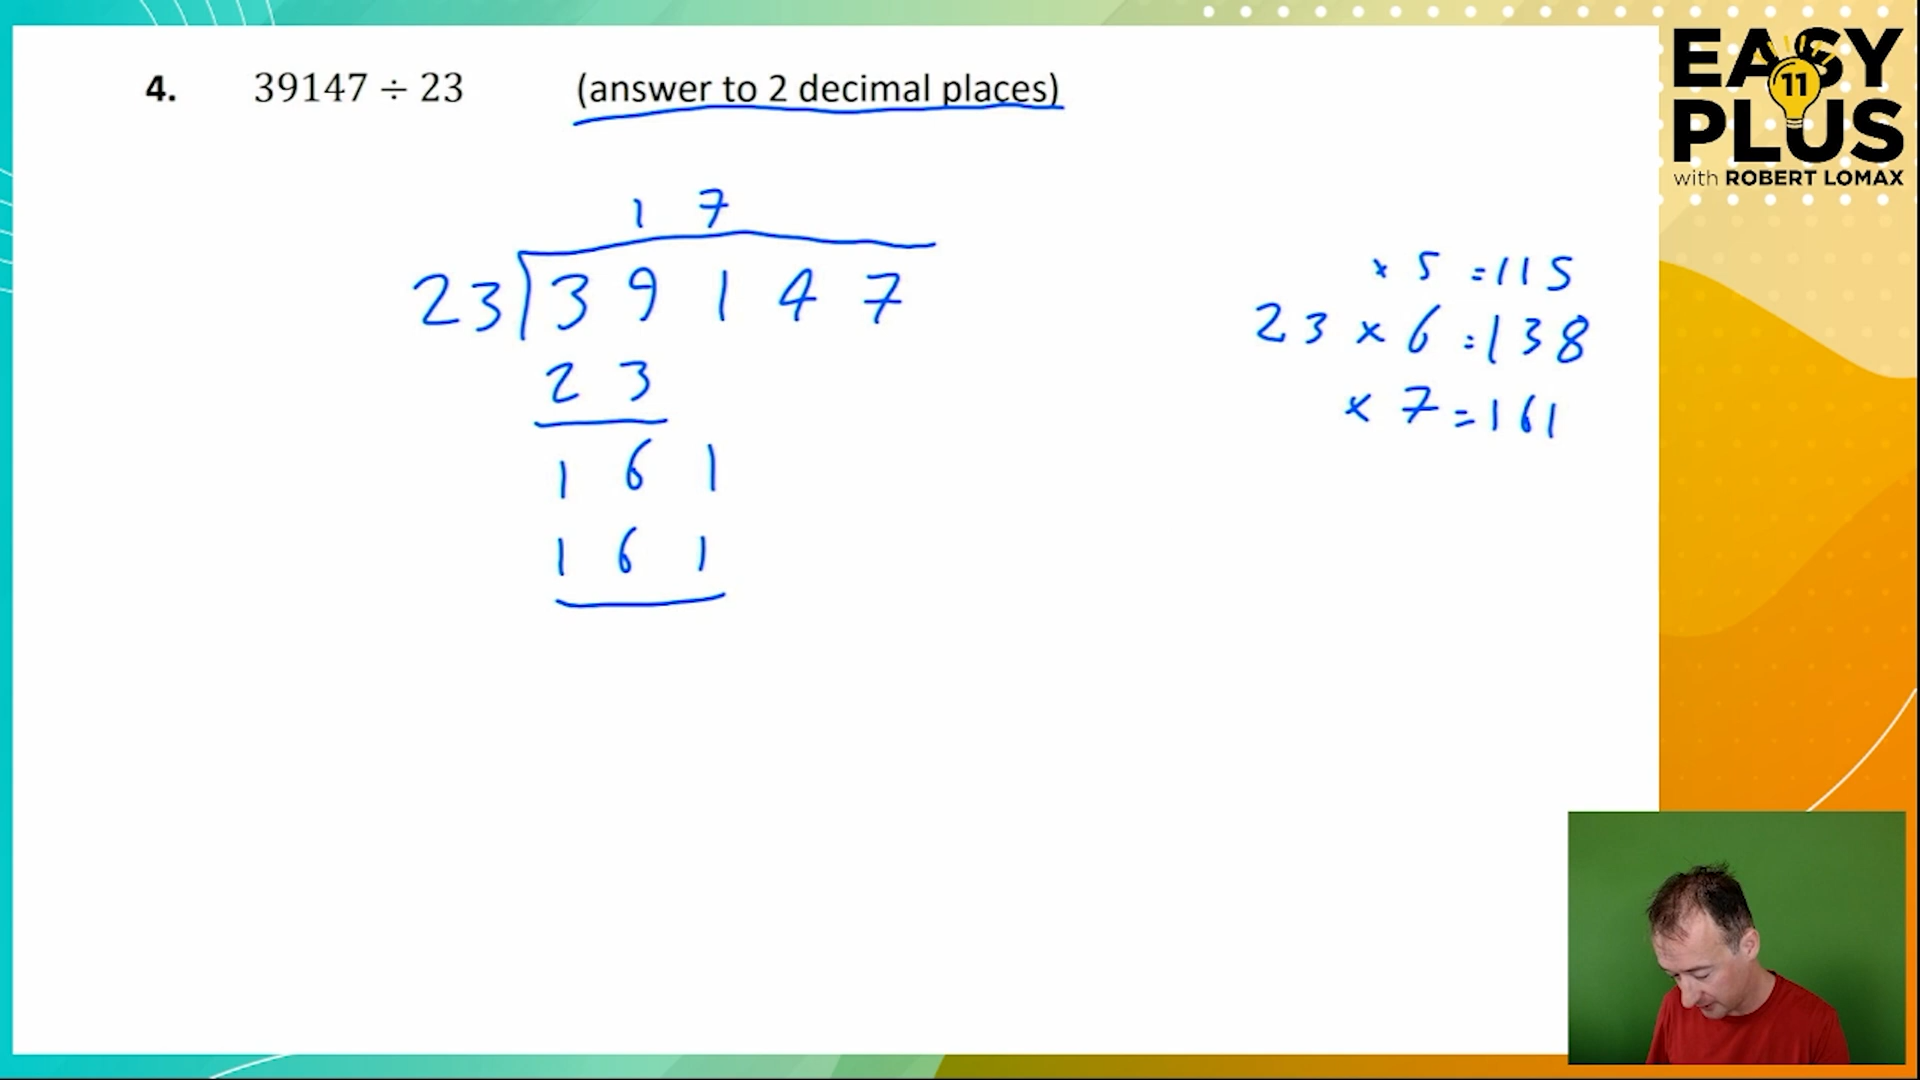 4. 39147 ÷ 23 (answer to 2 decimal places)
EASY
11
PLUS
with ROBERT LOMAX
1 7
23 3 9 1 4 7
2 3
1 6 1
1 6 1
× 5 = 115
23 × 6 = 138
× 7 = 161